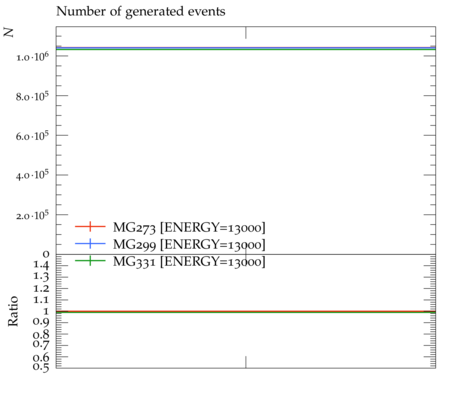 Number of generated events
N
1.0·10⁶
8.0·10⁵
6.0·10⁵
4.0·10⁵
2.0·10⁵
0
MG273 [ENERGY=13000]
MG299 [ENERGY=13000]
MG331 [ENERGY=13000]
Ratio
1.4
1.3
1.2
1.1
1
0.9
0.8
0.7
0.6
0.5